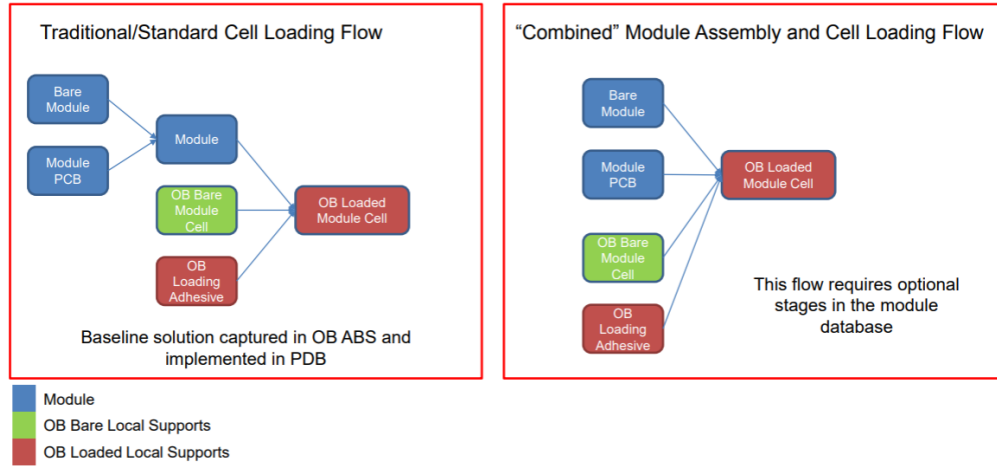 Traditional/Standard Cell Loading Flow
Bare
Module
Module
PCB
Module
OB Bare
Module
Cell
OB
Loading
Adhesive
OB Loaded
Module Cell
Baseline solution captured in OB ABS and
implemented in PDB
“Combined” Module Assembly and Cell Loading Flow
Bare
Module
Module
PCB
OB Bare
Module
Cell
OB
Loading
Adhesive
OB Loaded
Module Cell
This flow requires optional
stages in the module
database
Module
OB Bare Local Supports
OB Loaded Local Supports